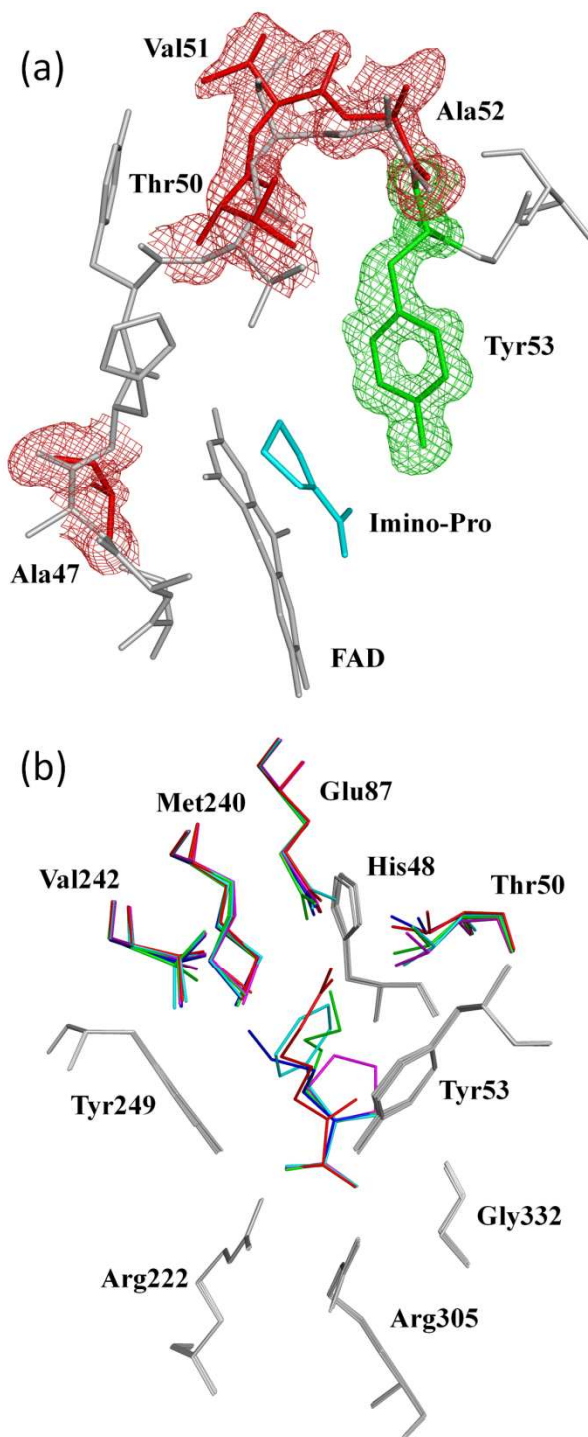 (a)
Val51
Ala52
Thr50
Tyr53
Imino-Pro
Ala47
FAD
(b)
Glu87
Met240
His48
Val242
Thr50
Tyr249
Tyr53
Gly332
Arg222
Arg305